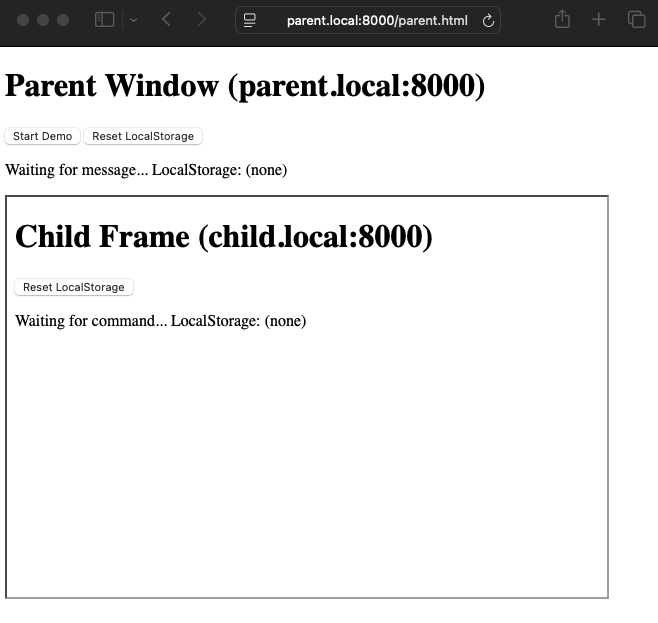 parent.local:8000/parent.html
Parent Window (parent.local:8000)
Start Demo Reset LocalStorage
Waiting for message... LocalStorage: (none)
Child Frame (child.local:8000)
Reset LocalStorage
Waiting for command... LocalStorage: (none)